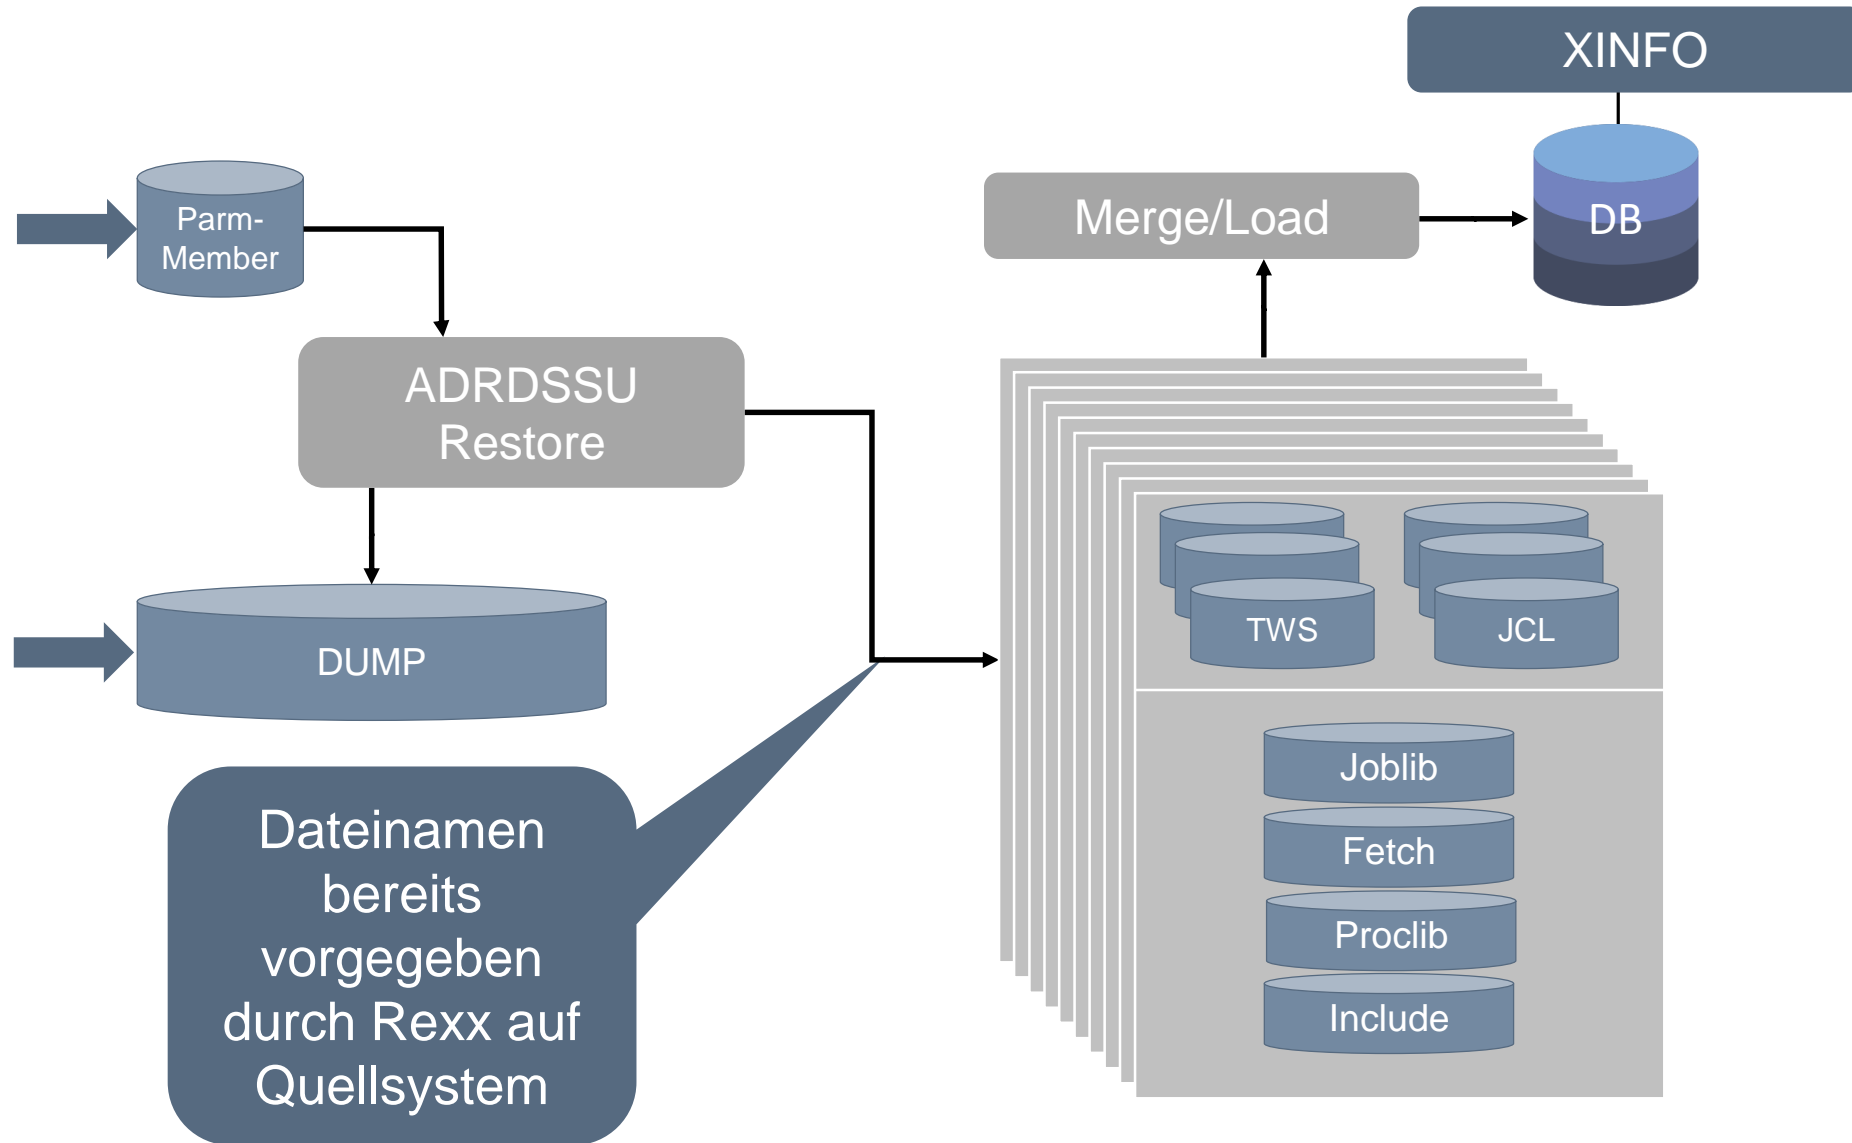 XINFO
Parm-
Member
Merge/Load
DB
ADRDSSU
Restore
TWS
JCL
DUMP
Joblib
Fetch
Proclib
Include
Dateinamen
bereits
vorgegeben
durch Rexx auf
Quellsystem